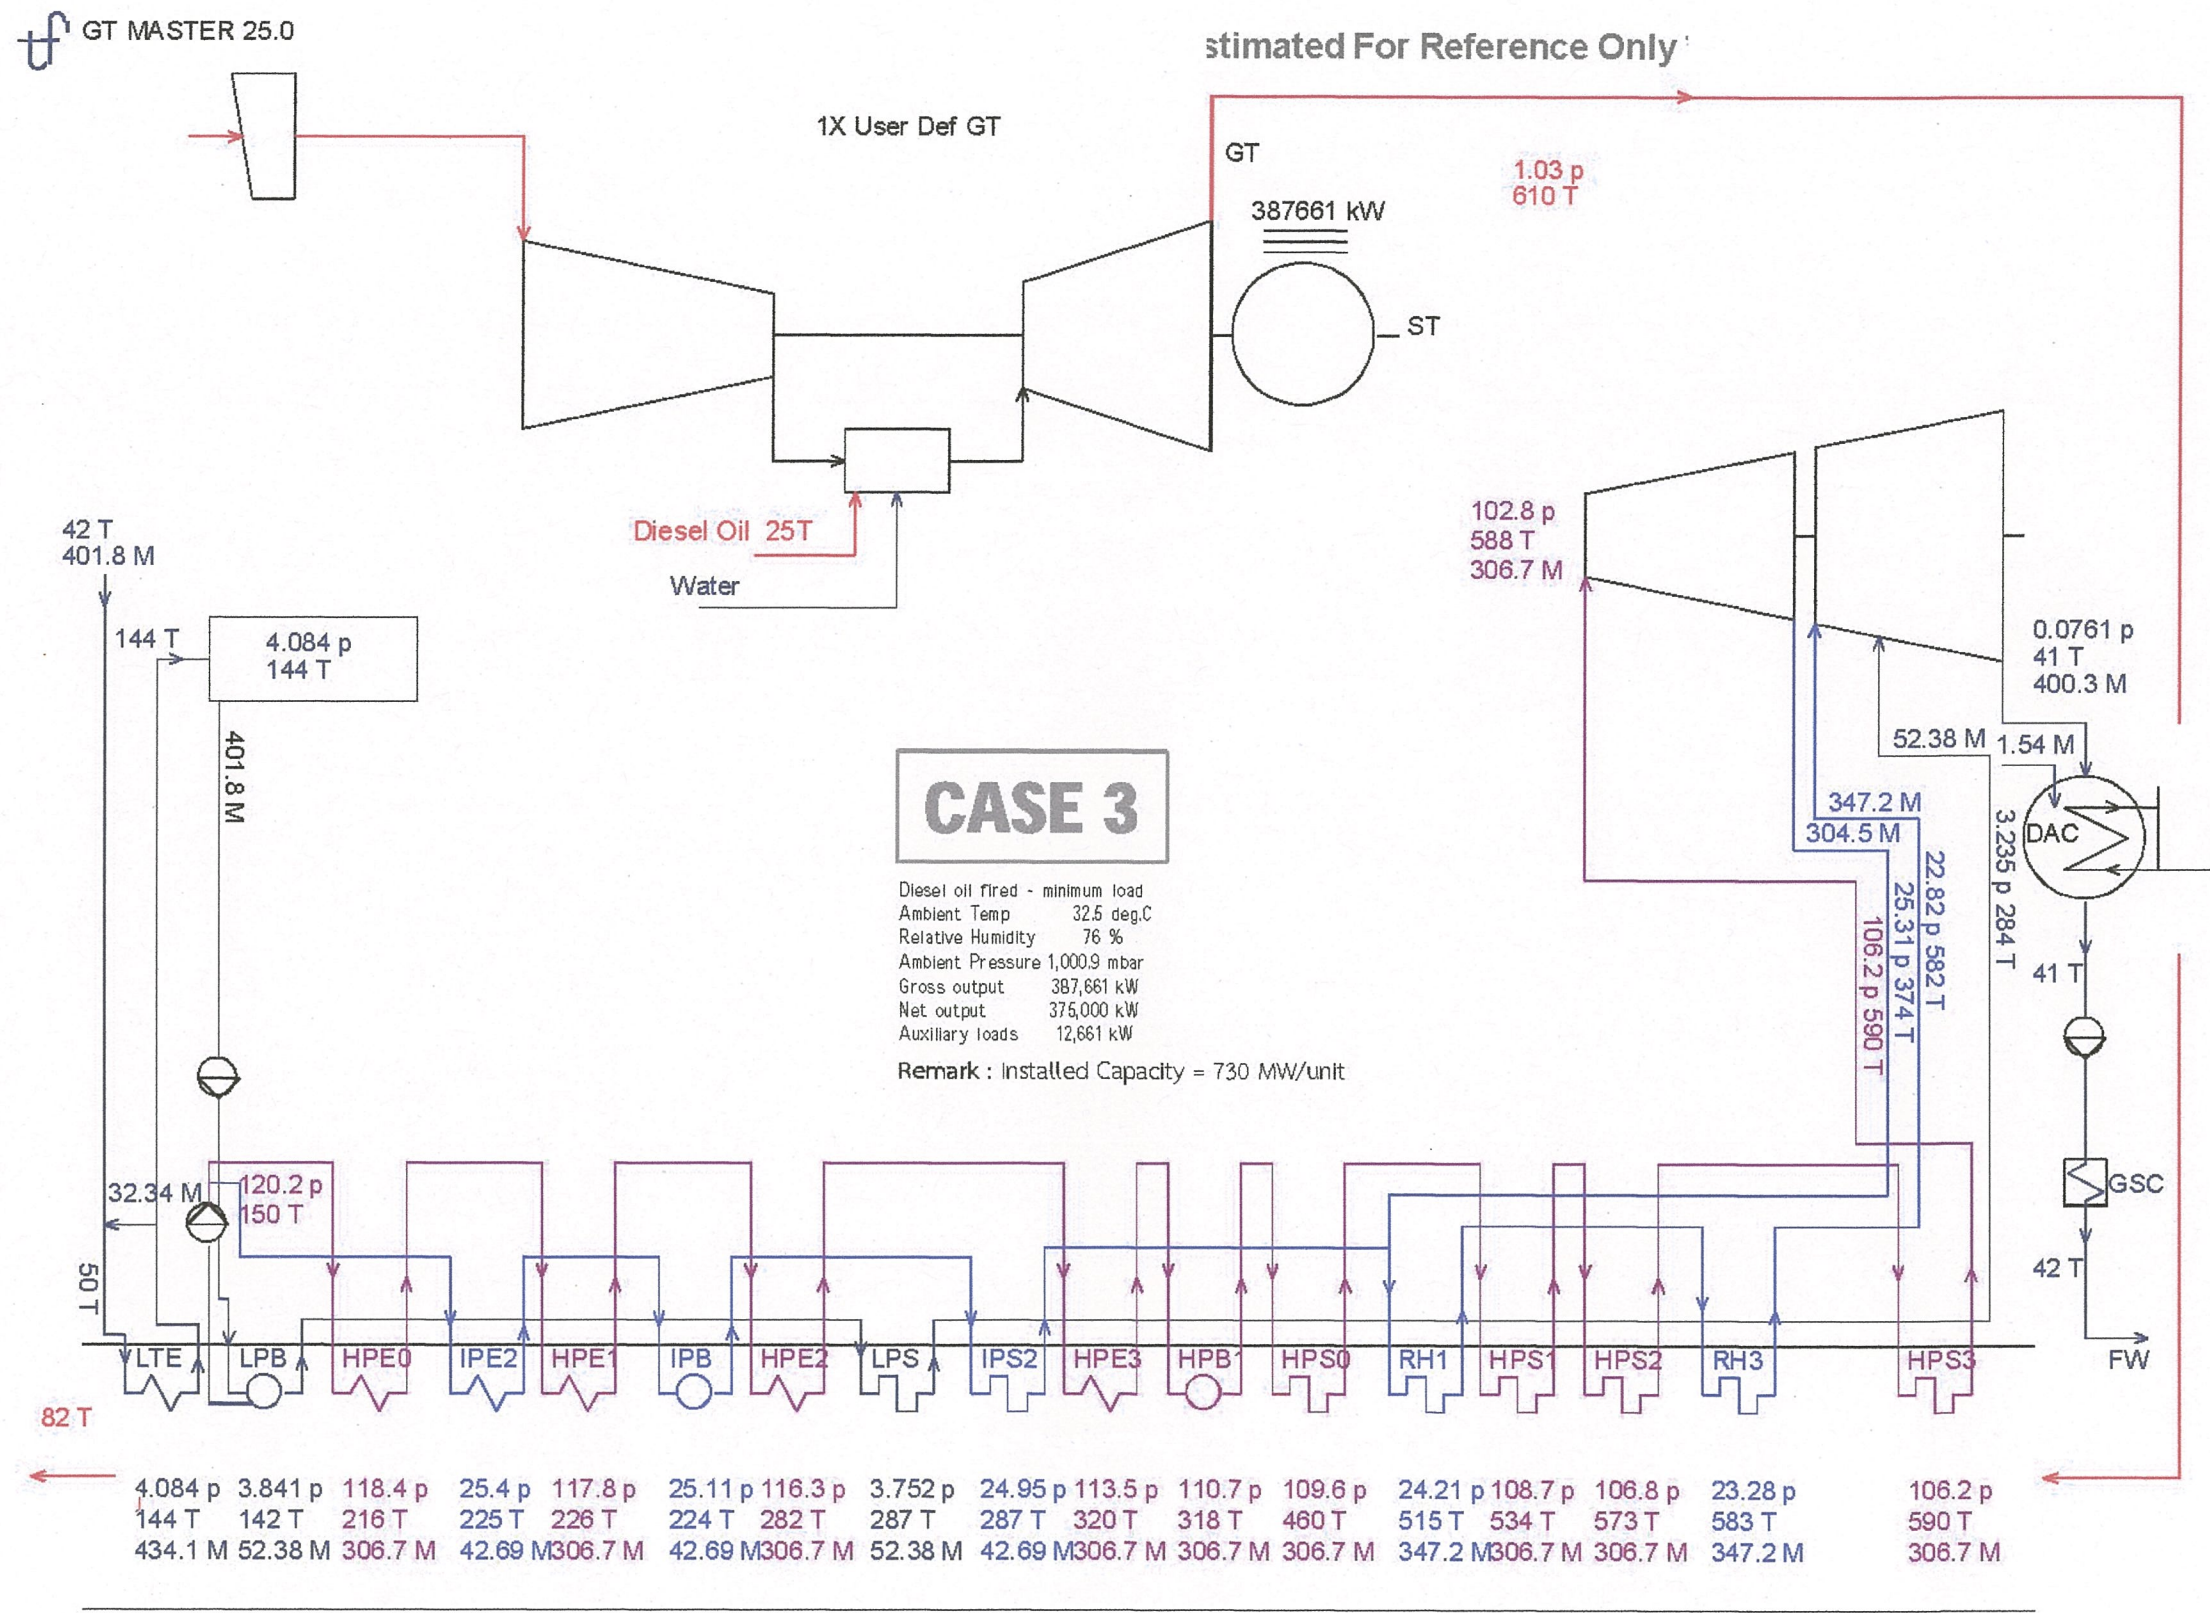 GT MASTER 25.0
stimated For Reference Only
1X User Def GT
GT
1.03 p
610 T
387661 kW
ST
Diesel Oil 25T
Water
42 T
401.8 M
144 T
4.084 p
144 T
401.8 M
102.8 p
588 T
306.7 M
0.0761 p
41 T
400.3 M
52.38 M
1.54 M
347.2 M
304.5 M
DAC
3.235 p 284 T
22.82 p 582 T
25.31 p 374 T
106.2 p 590 T
41 T
GSC
42 T
FW
CASE 3
Diesel oil fired - minimum load
Ambient Temp 32.5 deg.C
Relative Humidity 76 %
Ambient Pressure 1,000.9 mbar
Gross output 387,661 kW
Net output 375,000 kW
Auxiliary loads 12,661 kW
Remark : Installed Capacity = 730 MW/unit
32.34 M
120.2 p
150 T
50 T
LTE LPB HPE0 IPE2 HPE1 IPB HPE2 LPS IPS2 HPE3 HPB1 HPS0 RH1 HPS1 HPS2 RH3 HPS3
82 T
4.084 p 3.841 p 118.4 p 25.4 p 117.8 p 25.11 p 116.3 p 3.752 p 24.95 p 113.5 p 110.7 p 109.6 p 24.21 p 108.7 p 106.8 p 23.28 p 106.2 p
144 T 142 T 216 T 225 T 226 T 224 T 282 T 287 T 287 T 320 T 318 T 460 T 515 T 534 T 573 T 583 T 590 T
434.1 M 52.38 M 306.7 M 42.69 M 306.7 M 42.69 M 306.7 M 52.38 M 42.69 M 306.7 M 306.7 M 306.7 M 347.2 M 306.7 M 306.7 M 347.2 M 306.7 M